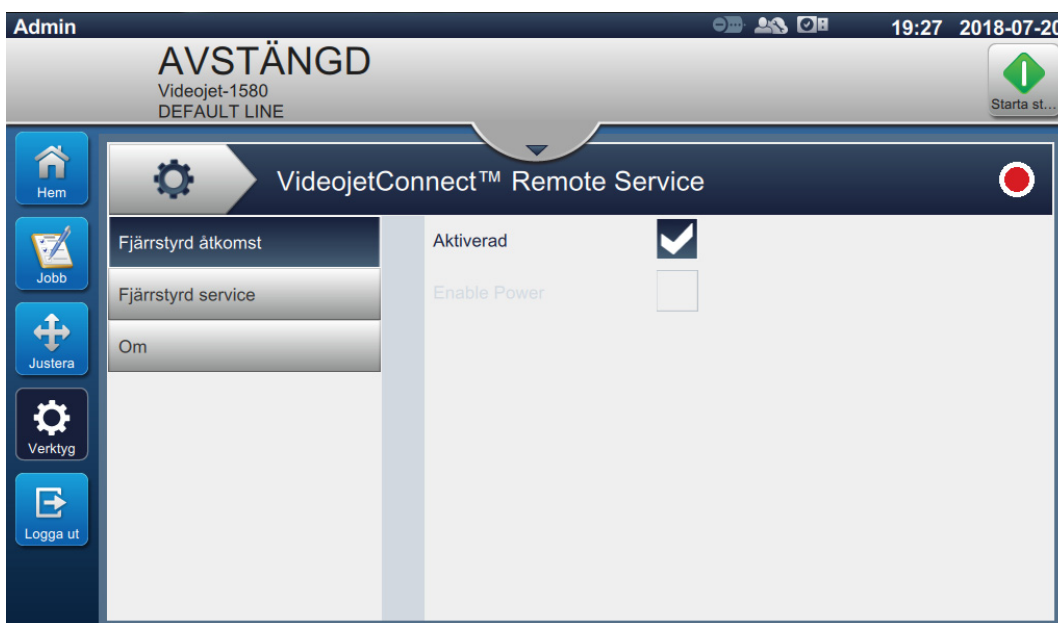 Admin
19:27 2018-07-20
AVSTÄNGD
Videojet-1580
DEFAULT LINE
Starta st...
Hem
VideojetConnect™ Remote Service
Jobb
Fjärrstyrd åtkomst
Aktiverad
Fjärrstyrd service
Enable Power
Om
Justera
Verktyg
Logga ut